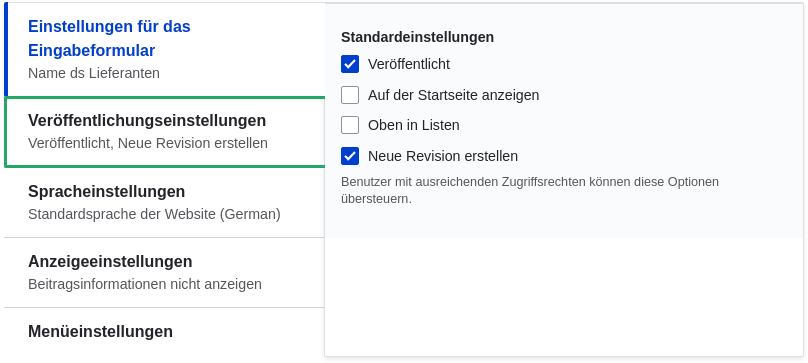 Einstellungen für das
Eingabeformular
Name ds Lieferanten
Veröffentlichungseinstellungen
Veröffentlicht, Neue Revision erstellen
Spracheinstellungen
Standardsprache der Website (German)
Anzeigeeinstellungen
Beitragsinformationen nicht anzeigen
Menüeinstellungen
Standardeinstellungen
Veröffentlicht
Auf der Startseite anzeigen
Oben in Listen
Neue Revision erstellen
Benutzer mit ausreichenden Zugriffsrechten können diese Optionen
übersteuern.